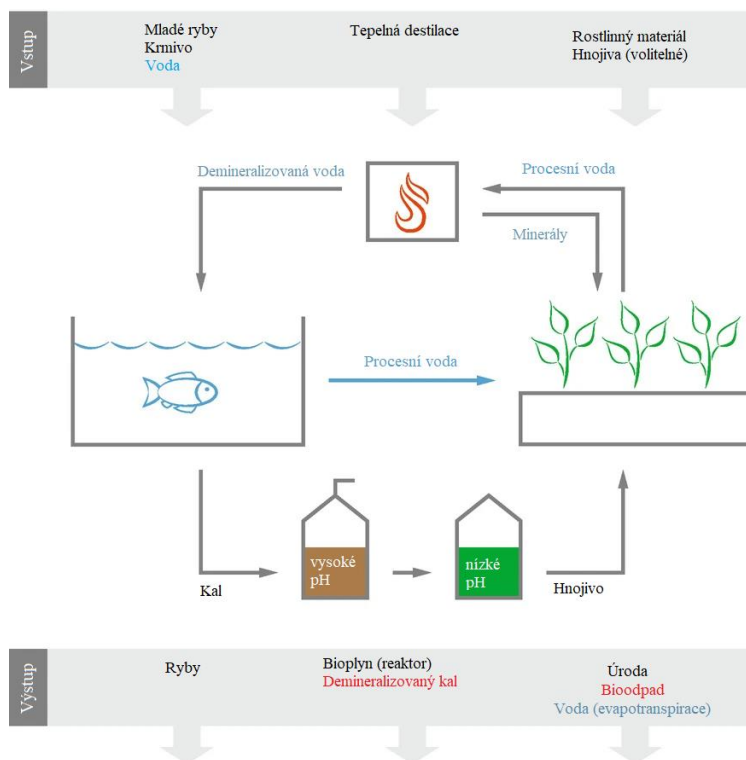 Vstup
Mladé ryby
Krmivo
Voda
Tepelná destilace
Rostlinný materiál
Hnojiva (volitelné)
Demineralizovaná voda
Procesní voda
Minerály
Procesní voda
vysoké
pH
nízké
pH
Kal
Hnojivo
Výstup
Ryby
Bioplyn (reaktor)
Demineralizovaný kal
Úroda
Bioodpad
Voda (evapotranspirace)